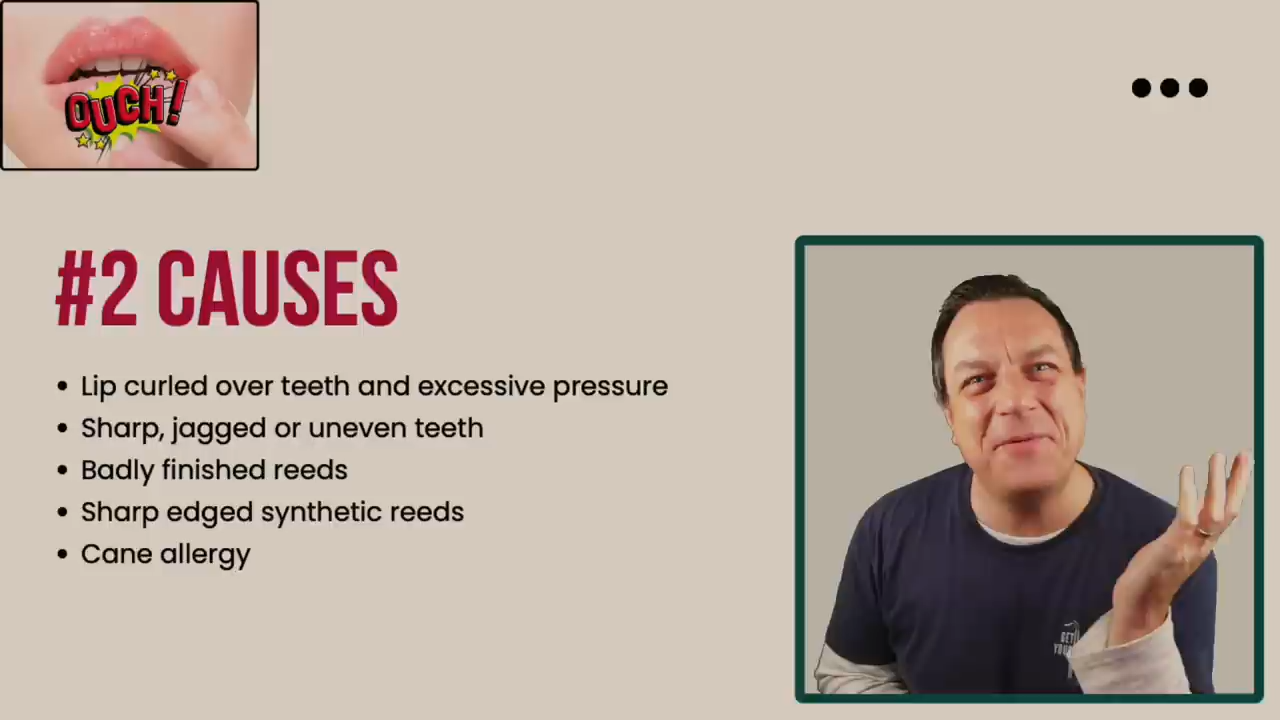 OUCH!
#2 CAUSES
• Lip curled over teeth and excessive pressure
• Sharp, jagged or uneven teeth
• Badly finished reeds
• Sharp edged synthetic reeds
• Cane allergy
GET